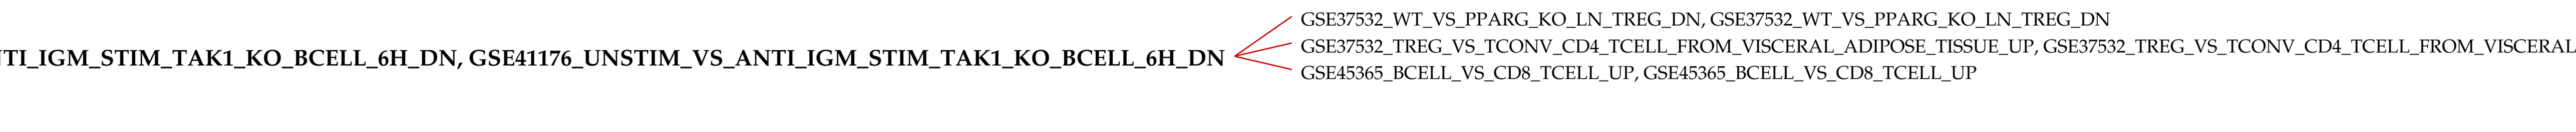 TI_IGM_STIM_TAK1_KO_BCELL_6H_DN, GSE41176_UNSTIM_VS_ANTI_IGM_STIM_TAK1_KO_BCELL_6H_DN
GSE37532_WT_VS_PPARG_KO_LN_TREG_DN, GSE37532_WT_VS_PPARG_KO_LN_TREG_DN
GSE37532_TREG_VS_TCONV_CD4_TCELL_FROM_VISCERAL_ADIPOSE_TISSUE_UP, GSE37532_TREG_VS_TCONV_CD4_TCELL_FROM_VISCERAL
GSE45365_BCELL_VS_CD8_TCELL_UP, GSE45365_BCELL_VS_CD8_TCELL_UP